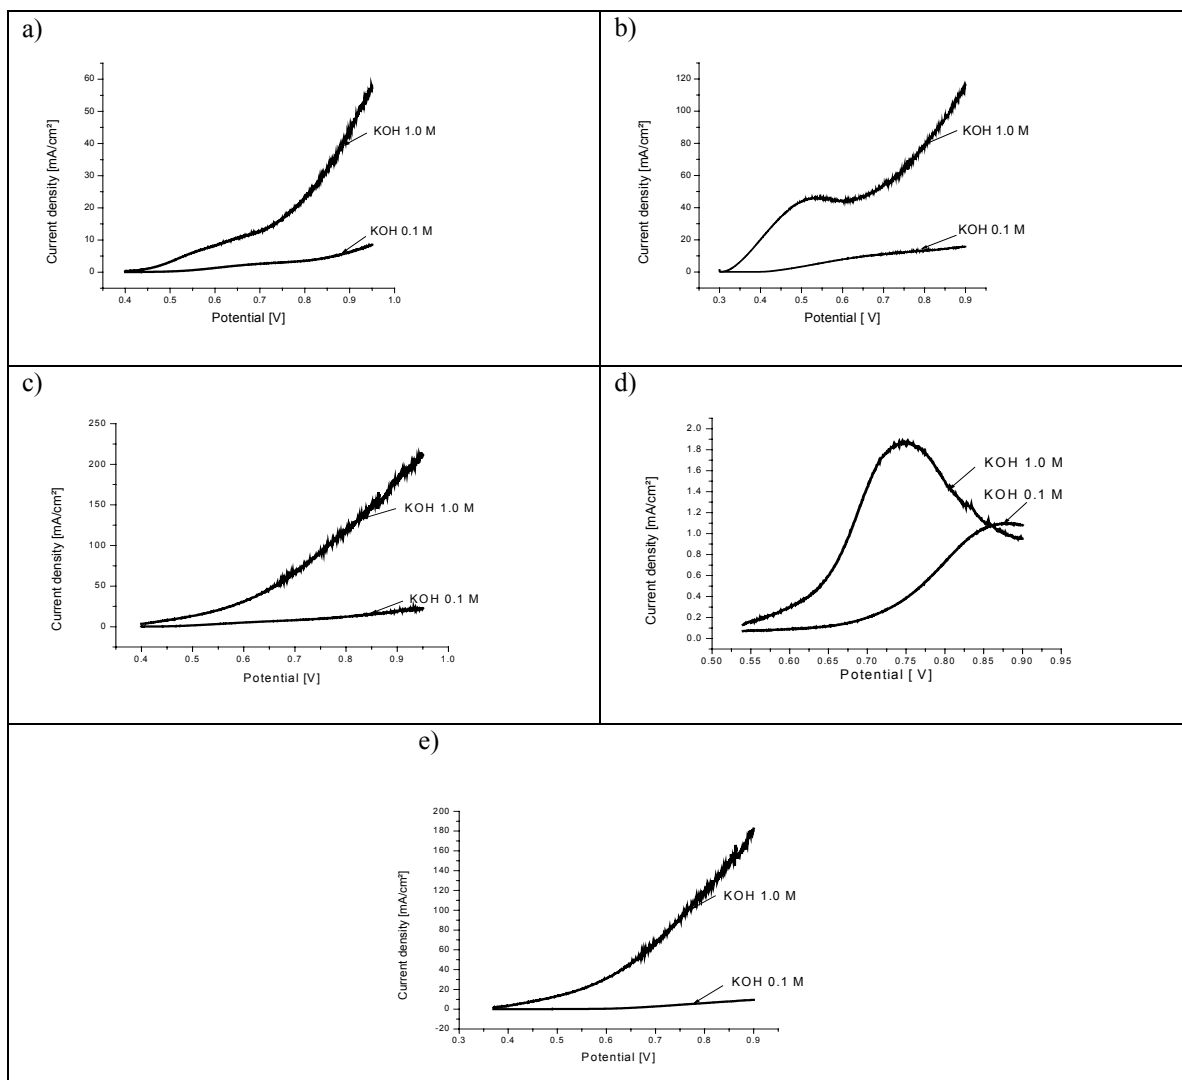 a)
60
50
40
30
20
10
0
Current density [mA/cm²]
KOH 1.0 M
KOH 0.1 M
0.4 0.5 0.6 0.7 0.8 0.9 1.0
Potential [V]
b)
120
100
80
60
40
20
0
Current density [mA/cm²]
KOH 1.0 M
KOH 0.1 M
0.3 0.4 0.5 0.6 0.7 0.8 0.9
Potential [ V]
c)
250
200
150
100
50
0
Current density [mA/cm²]
KOH 1.0 M
KOH 0.1 M
0.4 0.5 0.6 0.7 0.8 0.9 1.0
Potential [V]
d)
2.0
1.8
1.6
1.4
1.2
1.0
0.8
0.6
0.4
0.2
0.0
Current density [mA/cm²]
KOH 1.0 M
KOH 0.1 M
0.50 0.55 0.60 0.65 0.70 0.75 0.80 0.85 0.90 0.95
Potential [ V]
e)
200
180
160
140
120
100
80
60
40
20
0
-20
Current density [mA/cm²]
KOH 1.0 M
KOH 0.1 M
0.3 0.4 0.5 0.6 0.7 0.8 0.9
Potential [V]